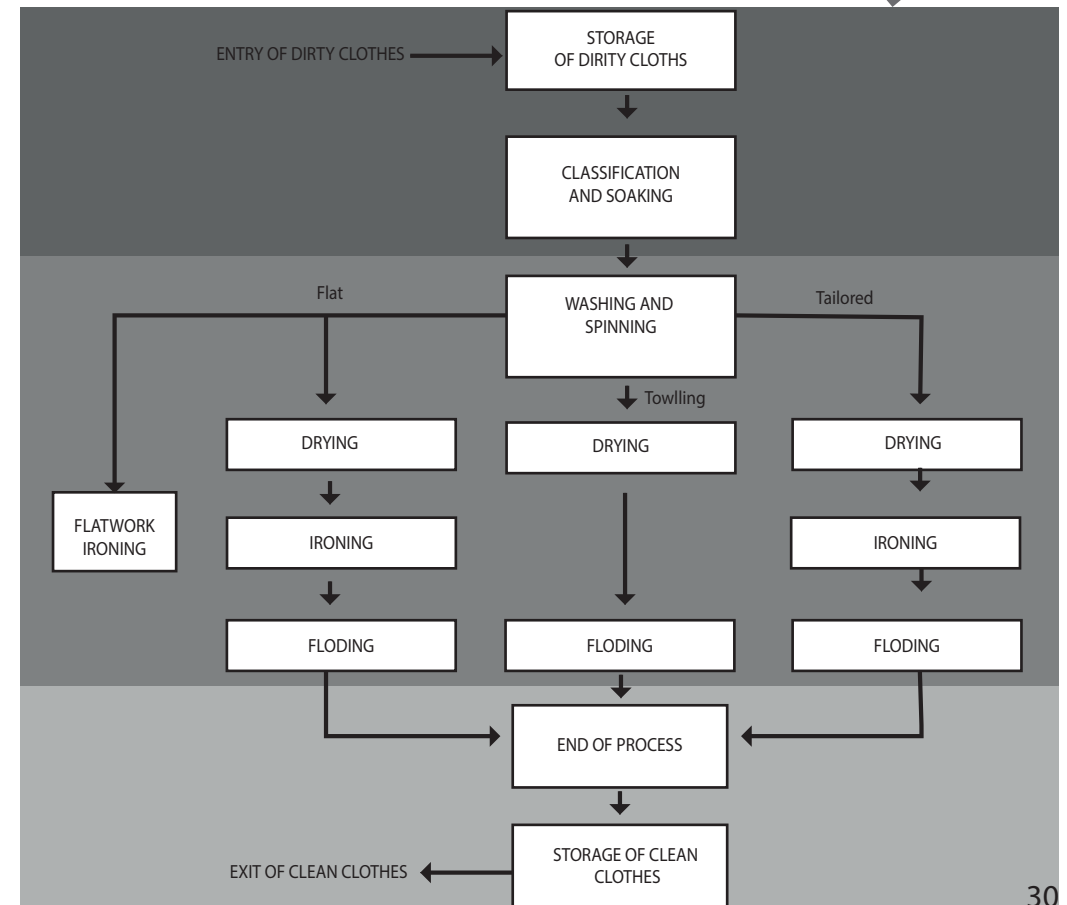 ENTRY OF DIRTY CLOTHES
STORAGE
OF DIRITY CLOTHS
CLASSIFICATION
AND SOAKING
WASHING AND
SPINNING
Flat
Tailored
Towlling
DRYING
DRYING
DRYING
FLATWORK
IRONING
IRONING
IRONING
FLODING
FLODING
FLODING
END OF PROCESS
STORAGE OF CLEAN
CLOTHES
EXIT OF CLEAN CLOTHES
30